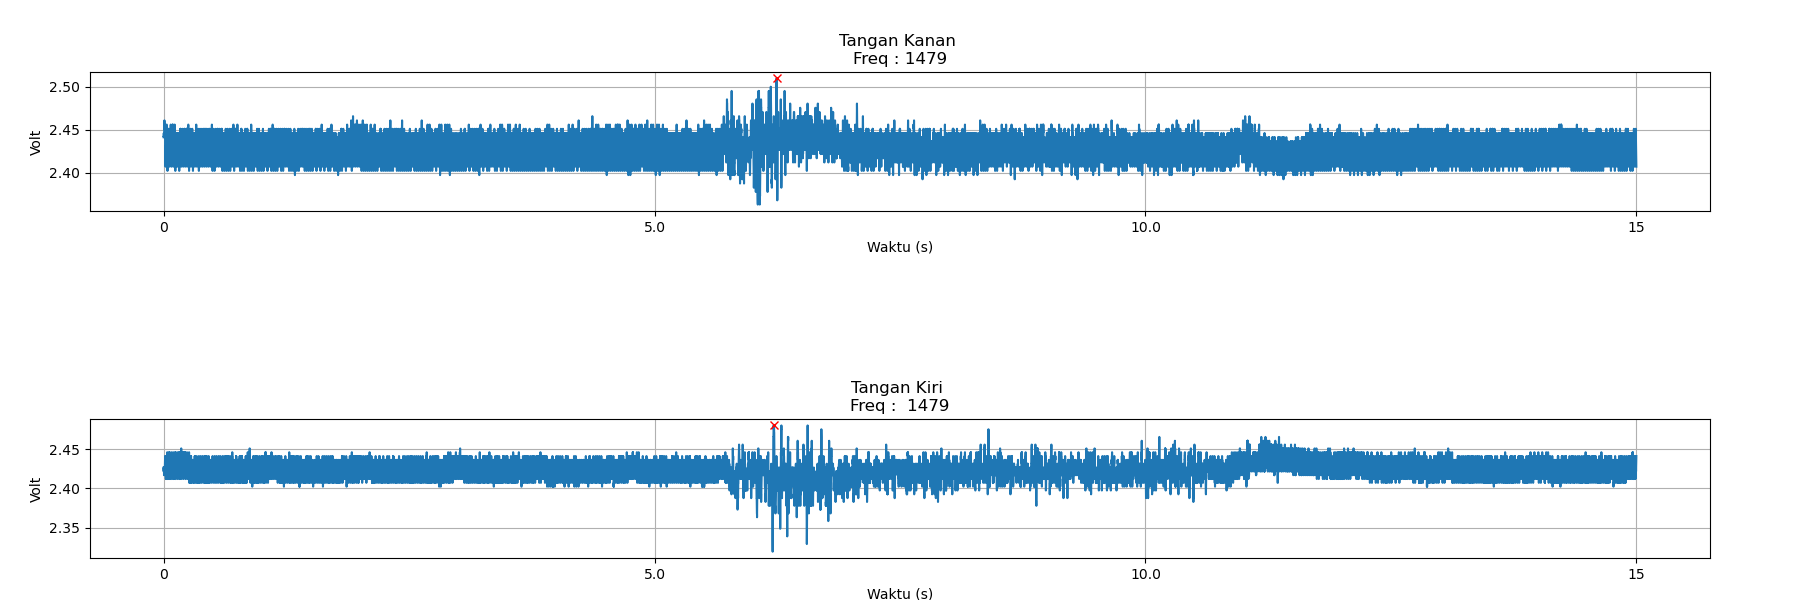 Tangan Kanan
Freq : 1479
2.50
2.45
2.40
Volt
0
5.0
10.0
15
Waktu (s)
Tangan Kiri
Freq :  1479
2.45
2.40
2.35
Volt
0
5.0
10.0
15
Waktu (s)